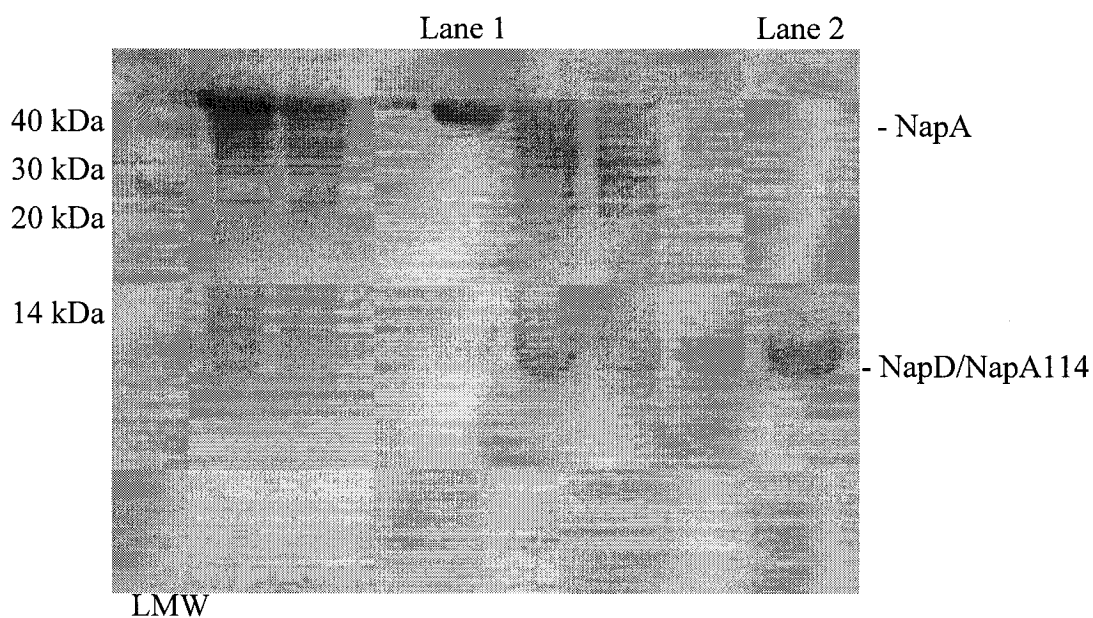 Lane 1 Lane 2
40 kDa - NapA
30 kDa
20 kDa
14 kDa
- NapD/NapA114
LMW